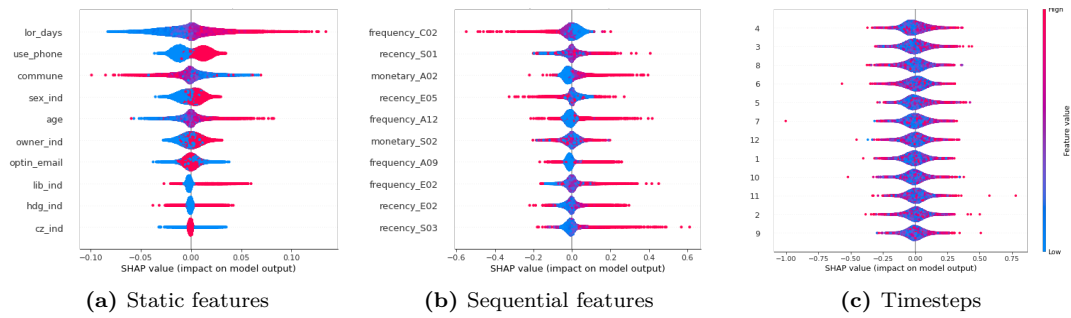 lor_days
use_phone
commune
sex_ind
age
owner_ind
optin_email
lib_ind
hdg_ind
cz_ind
-0.10 -0.05 0.00 0.05 0.10
SHAP value (impact on model output)
(a) Static features
frequency_C02
recency_S01
monetary_A02
recency_E05
frequency_A12
monetary_S02
frequency_A09
frequency_E02
recency_E02
recency_S03
-0.6 -0.4 -0.2 0.0 0.2 0.4 0.6
SHAP value (impact on model output)
(b) Sequential features
4
3
8
6
5
7
12
1
10
11
2
9
-1.00 -0.75 -0.50 -0.25 0.00 0.25 0.50 0.75
SHAP value (impact on model output)
(c) Timesteps
High
Feature value
Low